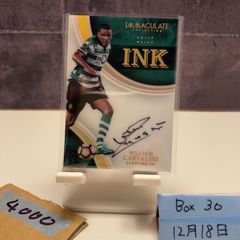 IMMACULATE
COLLECTION
INK
WILLIAM
CARVALHO
SPORTING CP
4000
Box 30
12月18日